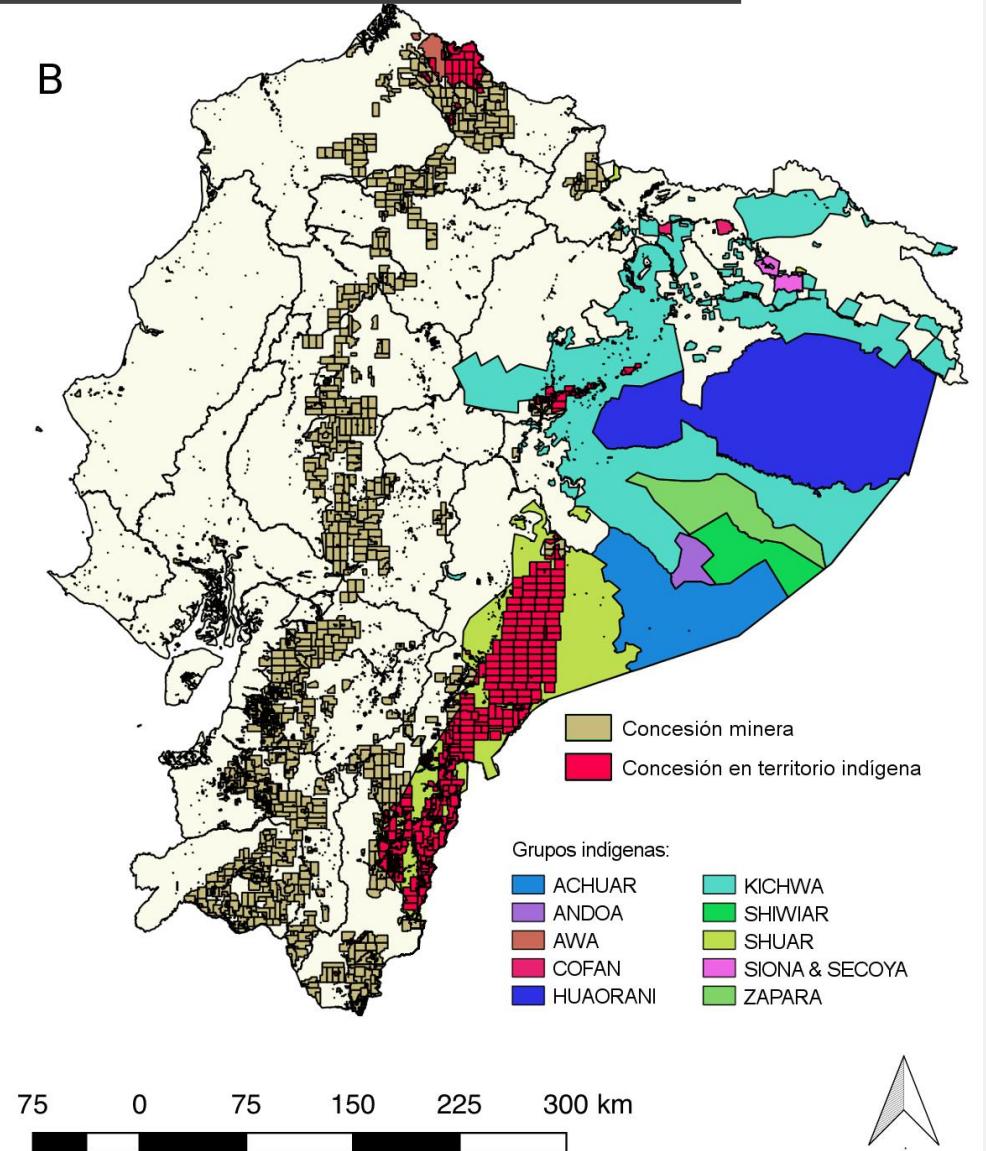 B
Concesión minera
Concesión en territorio indígena
Grupos indígenas:
ACHUAR
ANDOA
AWA
COFAN
HUAORANI
KICHWA
SHIWIAR
SHUAR
SIONA & SECOYA
ZAPARA
75 0 75 150 225 300 km